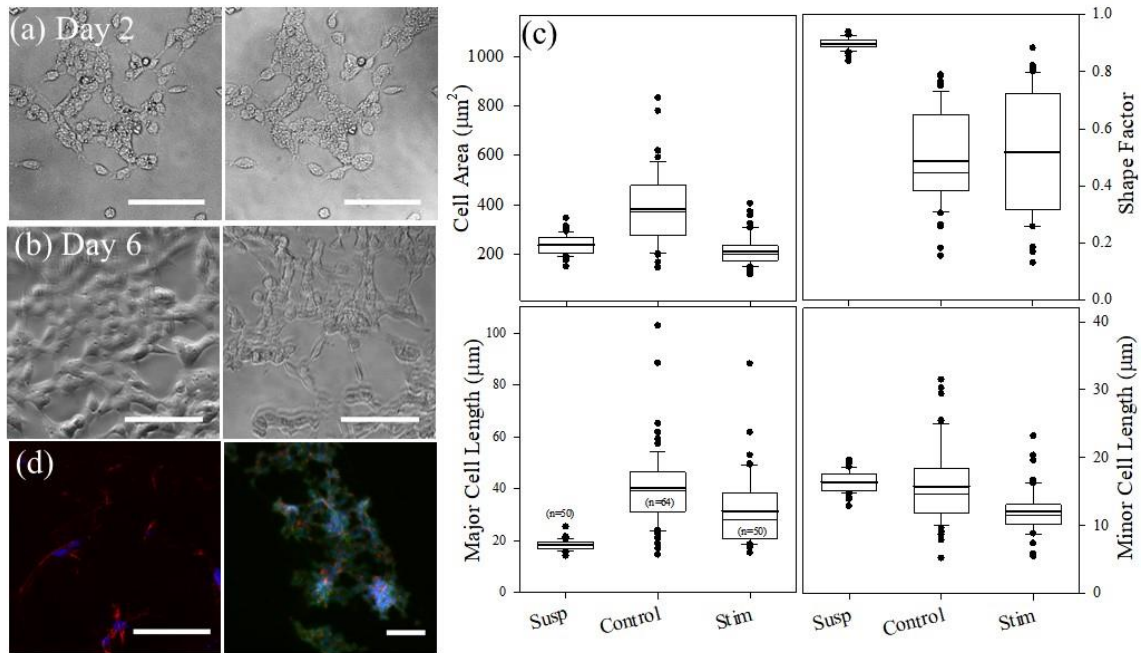 (a) Day 2
(b) Day 6
(d)
(c)
Cell Area (μm²)
1000
800
600
400
200
Shape Factor
1.0
0.8
0.6
0.4
0.2
0.0
Major Cell Length (μm)
100
80
60
40
20
0
(n=50)
(n=64)
(n=50)
Minor Cell Length (μm)
40
30
20
10
0
Susp
Control
Stim
Susp
Control
Stim